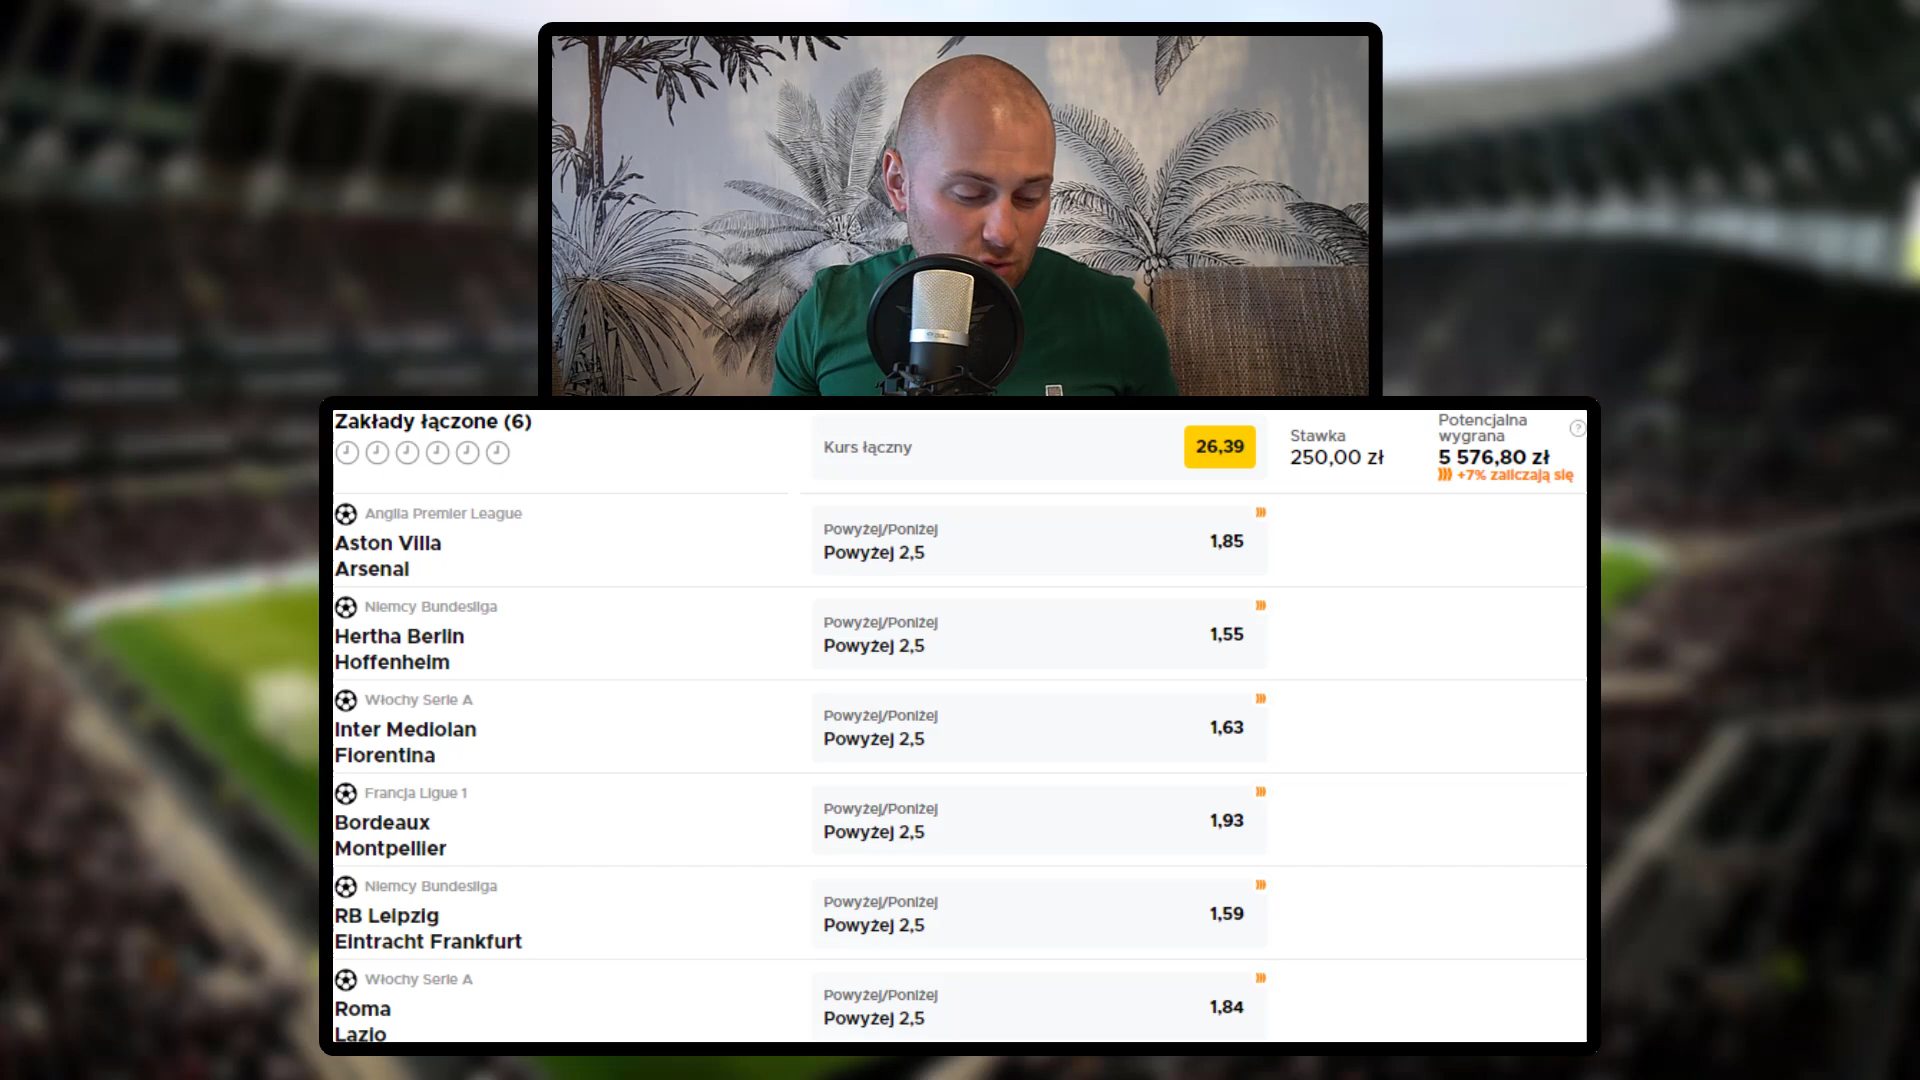 Zakłady łączone (6)
Kurs łączny
26,39
Stawka
250,00 zł
Potencjalna
wygrana
?
5 576,80 zł
+7% zaliczają się
Anglia Premier League
Aston Villa
Arsenal
Powyżej/Poniżej
Powyżej 2,5
1,85
Niemcy Bundesliga
Hertha Berlin
Hoffenheim
Powyżej/Poniżej
Powyżej 2,5
1,55
Włochy Serie A
Inter Mediolan
Fiorentina
Powyżej/Poniżej
Powyżej 2,5
1,63
Francja Ligue 1
Bordeaux
Montpellier
Powyżej/Poniżej
Powyżej 2,5
1,93
Niemcy Bundesliga
RB Leipzig
Eintracht Frankfurt
Powyżej/Poniżej
Powyżej 2,5
1,59
Włochy Serie A
Roma
Lazio
Powyżej/Poniżej
Powyżej 2,5
1,84